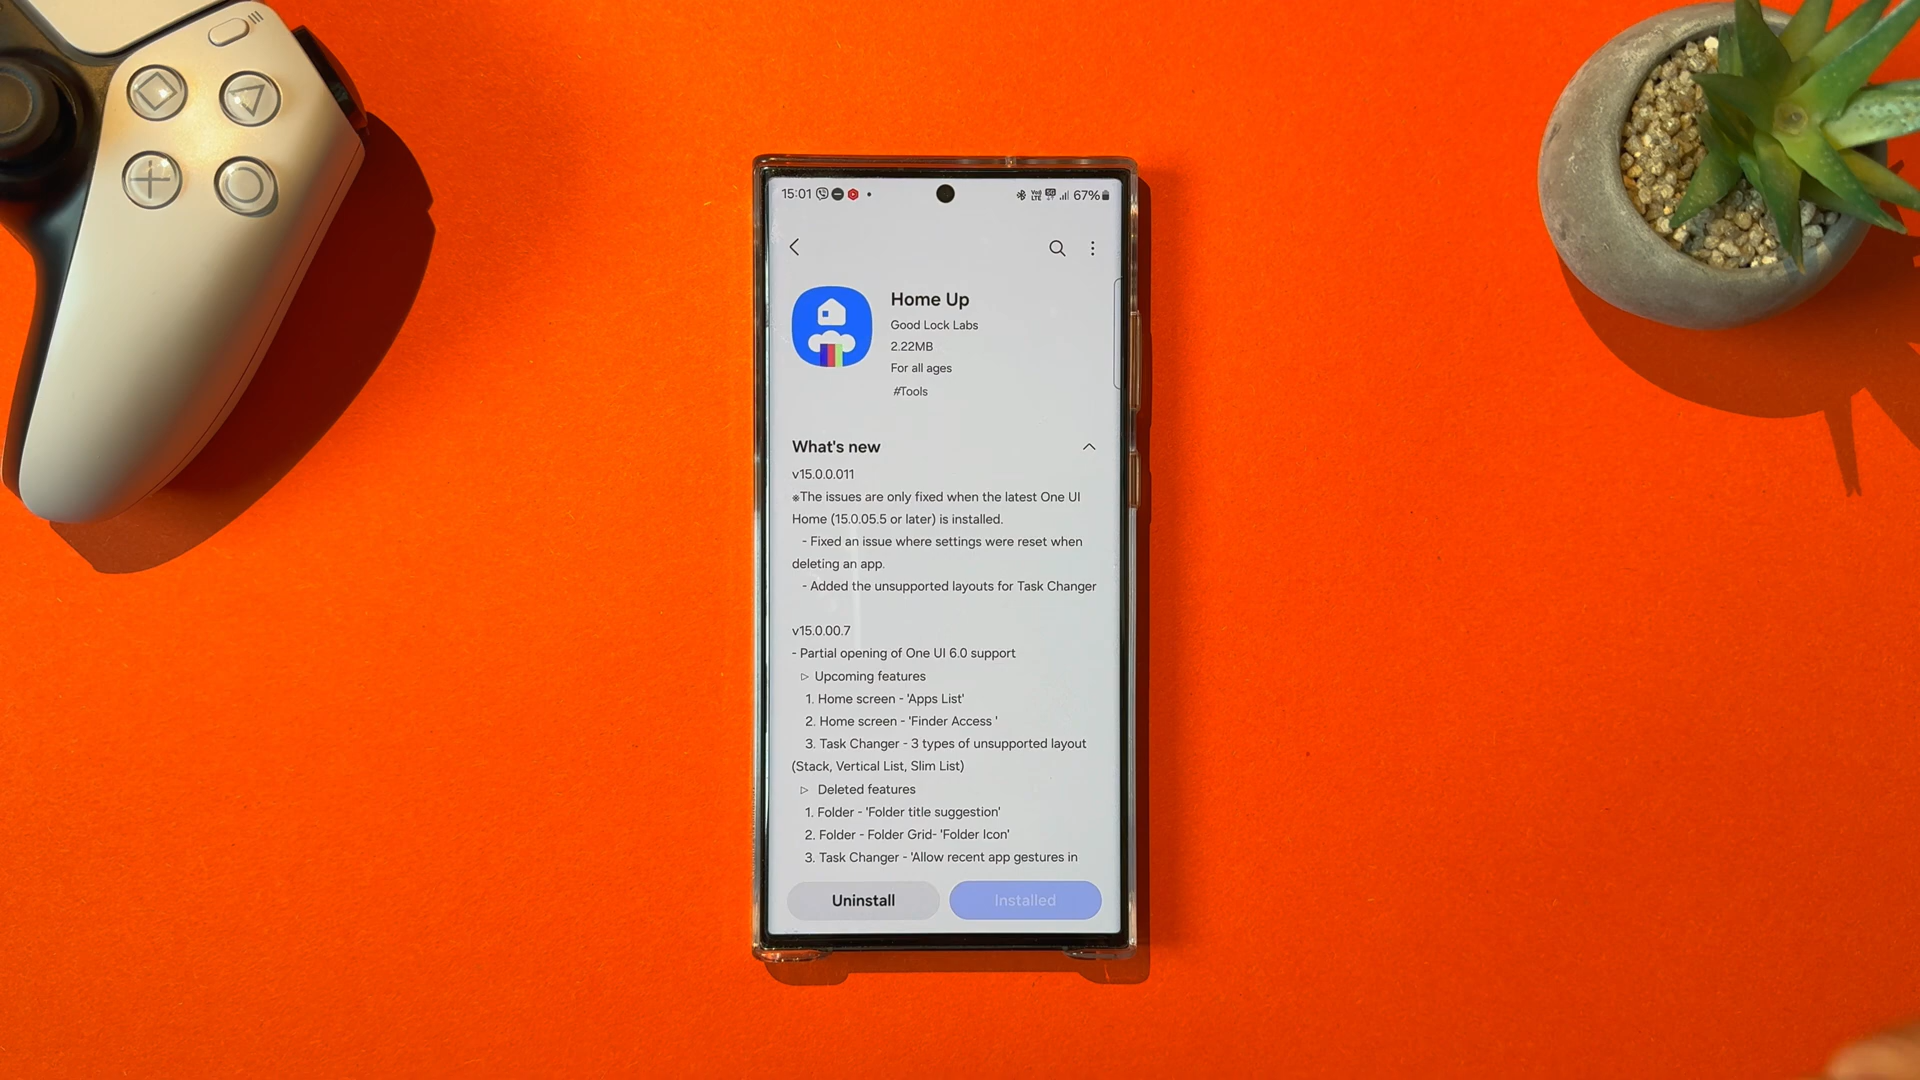 15:01 67%
Home Up
Good Lock Labs
2.22MB
For all ages
#Tools
What's new
v15.0.0.011
※The issues are only fixed when the latest One UI
Home (15.0.05.5 or later) is installed.
- Fixed an issue where settings were reset when
deleting an app.
- Added the unsupported layouts for Task Changer
v15.0.00.7
- Partial opening of One UI 6.0 support
▷ Upcoming features
1. Home screen - 'Apps List'
2. Home screen - 'Finder Access '
3. Task Changer - 3 types of unsupported layout
(Stack, Vertical List, Slim List)
▷ Deleted features
1. Folder - 'Folder title suggestion'
2. Folder - Folder Grid- 'Folder Icon'
3. Task Changer - 'Allow recent app gestures in
Uninstall Installed